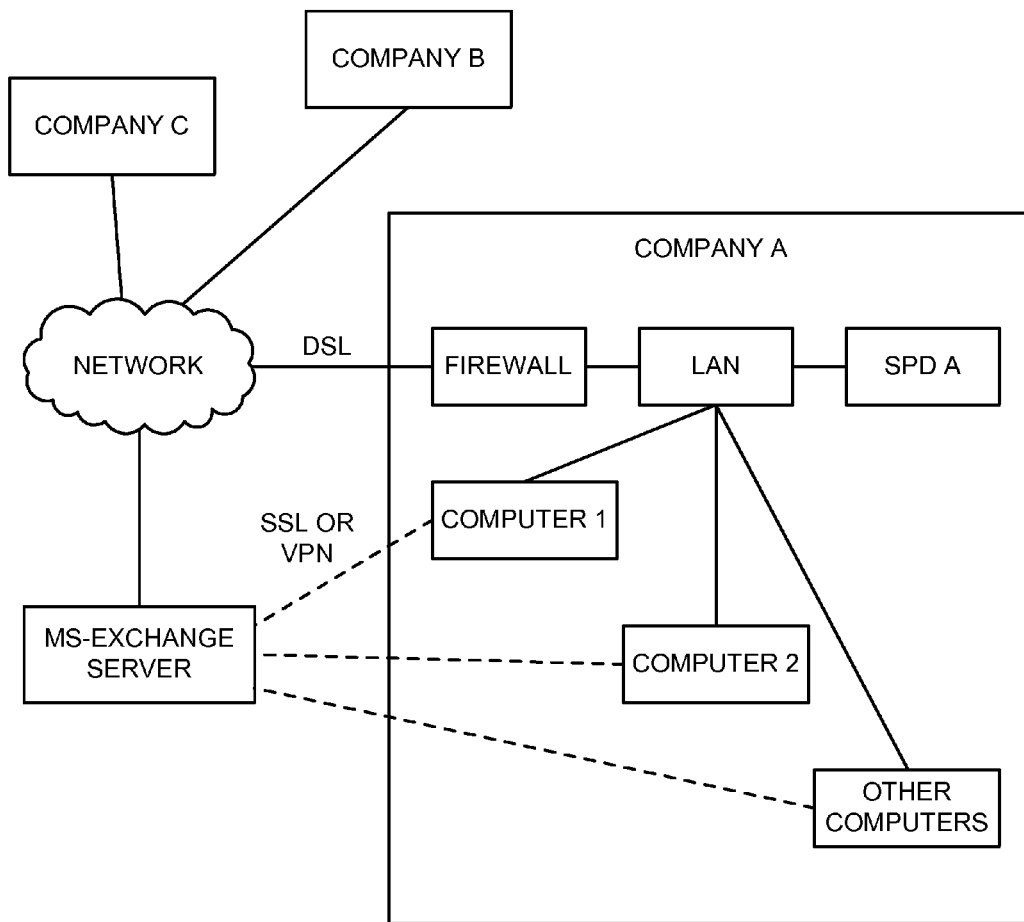 COMPANY B
COMPANY C
COMPANY A
NETWORK
DSL
FIREWALL
LAN
SPD A
COMPUTER 1
SSL OR
VPN
MS-EXCHANGE
SERVER
COMPUTER 2
OTHER
COMPUTERS